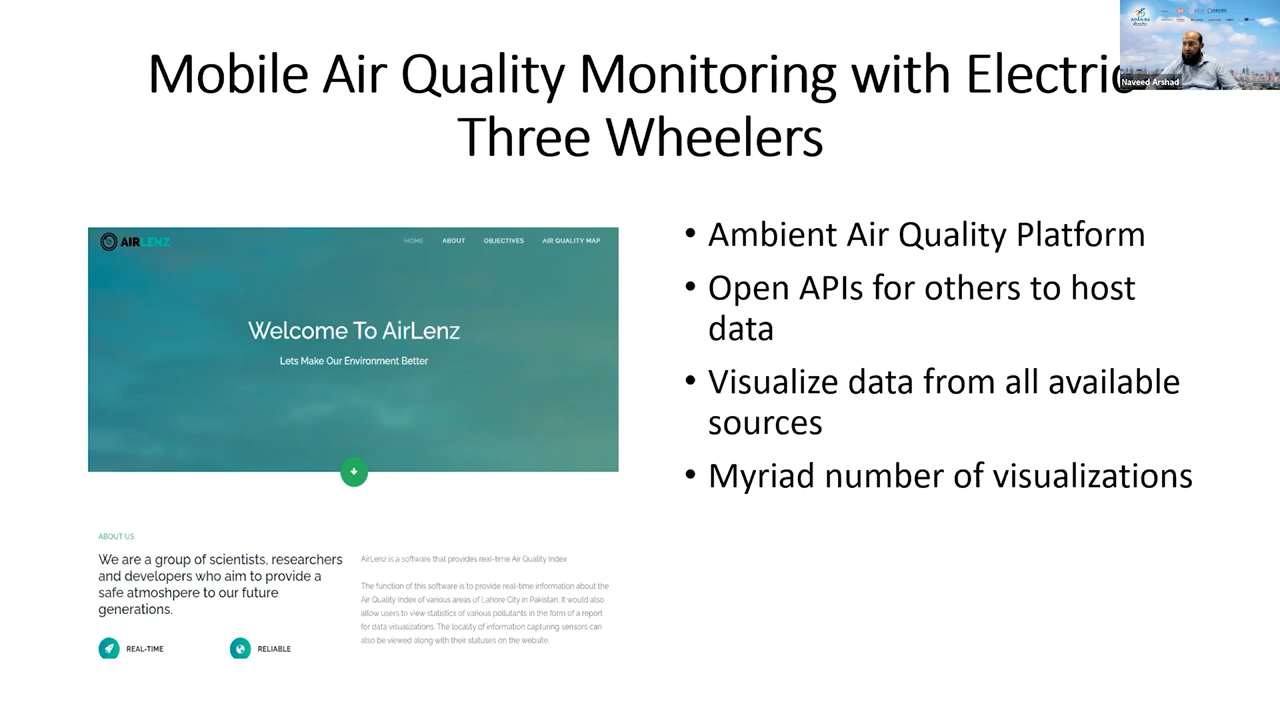 Mobile Air Quality Monitoring with Electric
Three Wheelers
Naveed Arshad
AIRLENZ
HOME ABOUT OBJECTIVES AIR QUALITY MAP
Welcome To AirLenz
Lets Make Our Environment Better
ABOUT US
We are a group of scientists, researchers
and developers who aim to provide a
safe atmoshpere to our future
generations.
REAL-TIME RELIABLE
AirLenz is a software that provides real-time Air Quality Index
The function of this software is to provide real-time information about the
Air Quality Index of various areas of Lahore City in Pakistan. It would also
allow users to view statistics of various pollutants in the form of a report
for data visualizations. The locality of information capturing sensors can
also be viewed along with their statuses on the website.
• Ambient Air Quality Platform
• Open APIs for others to host
data
• Visualize data from all available
sources
• Myriad number of visualizations